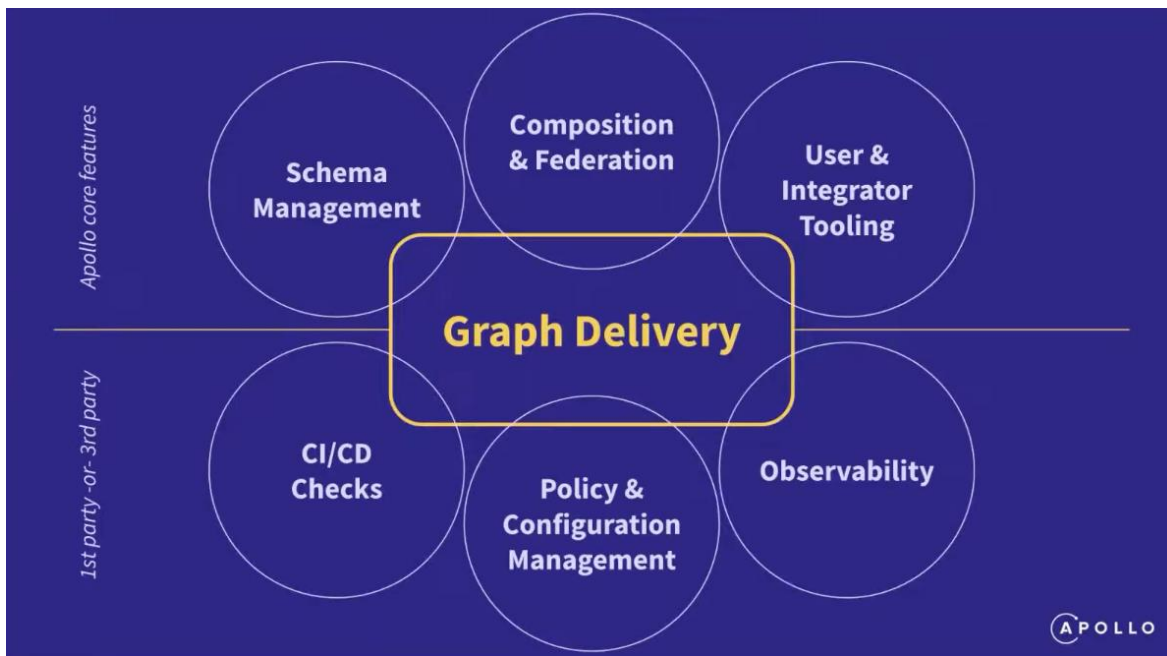 Apollo core features
Schema
Management
Composition
& Federation
User &
Integrator
Tooling
Graph Delivery
1st party -or- 3rd party
CI/CD
Checks
Policy &
Configuration
Management
Observability
APOLLO